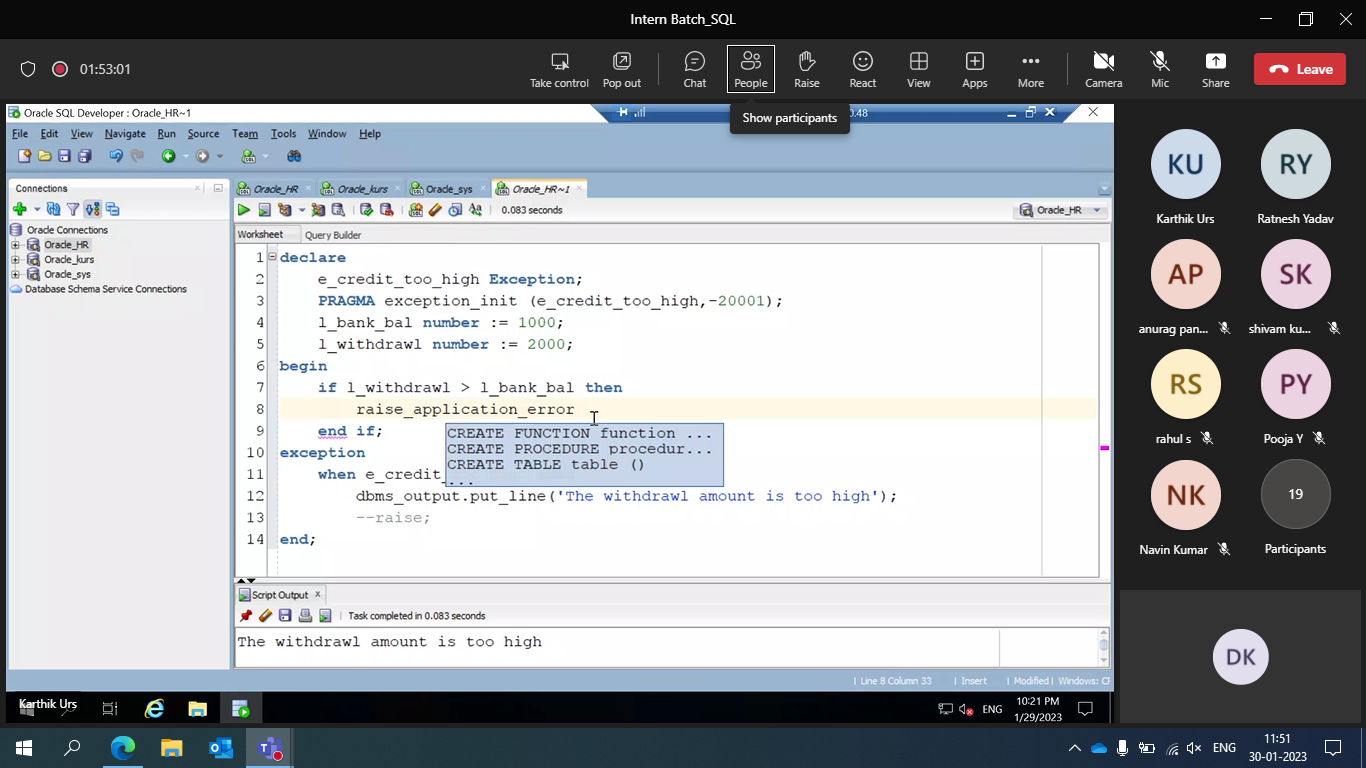 Intern Batch_SQL
01:53:01
Take control
Pop out
Chat
People
Raise
React
View
Apps
More
Camera
Mic
Share
Leave
Show participants
Oracle SQL Developer : Oracle_HR~1
0.48
File Edit View Navigate Run Source Team Tools Window Help
Connections
Oracle Connections
Oracle_HR
Oracle_kurs
Oracle_sys
Database Schema Service Connections
Oracle_HR
Oracle_kurs
Oracle_sys
Oracle_HR~1
0.083 seconds
Oracle_HR
Worksheet
Query Builder
1 declare
2 e_credit_too_high Exception;
3 PRAGMA exception_init (e_credit_too_high,-20001);
4 l_bank_bal number := 1000;
5 l_withdrawl number := 2000;
6 begin
7 if l_withdrawl > l_bank_bal then
8 raise_application_error
9 end if;
10 exception
11 when e_credit_
12 dbms_output.put_line('The withdrawl amount is too high');
13 --raise;
14 end;
CREATE FUNCTION function ...
CREATE PROCEDURE procedur...
CREATE TABLE table ()
...
Script Output
Task completed in 0.083 seconds
The withdrawl amount is too high
Line 8 Column 33
Insert
Modified
Windows: C
Karthik Urs
ENG
10:21 PM
1/29/2023
KU
Karthik Urs
RY
Ratnesh Yadav
AP
anurag pan...
SK
shivam ku...
RS
rahul s
PY
Pooja Y
NK
Navin Kumar
19
Participants
DK
ENG
11:51
30-01-2023